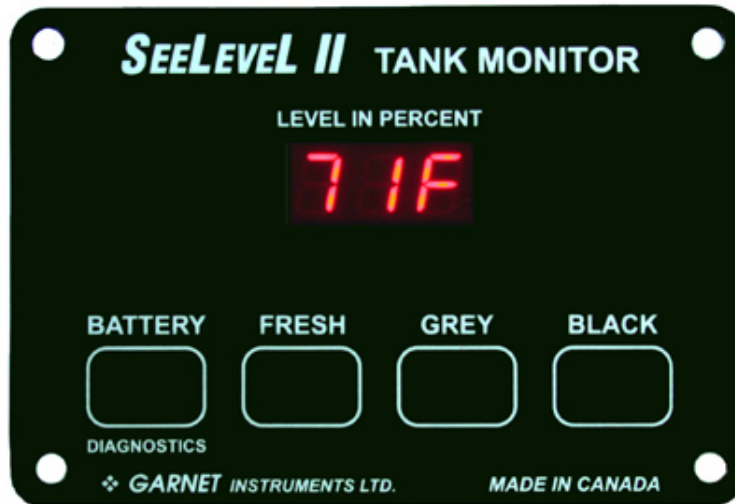 SEELEVEL II TANK MONITOR
LEVEL IN PERCENT
71F
BATTERY FRESH GREY BLACK
DIAGNOSTICS
❖ GARNET INSTRUMENTS LTD. MADE IN CANADA